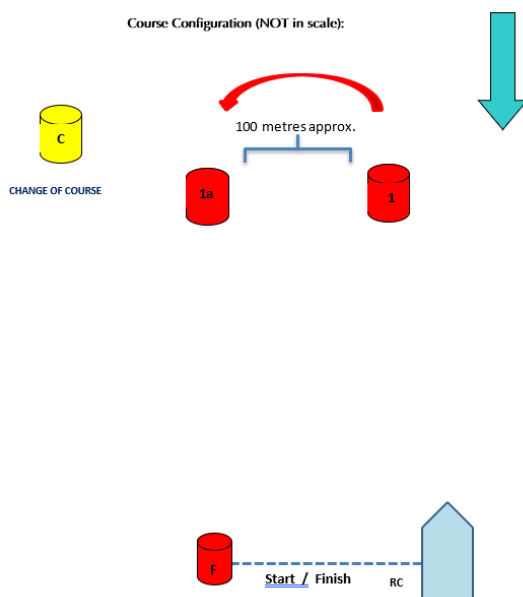 Course Configuration (NOT in scale):
100 metres approx.
C
CHANGE OF COURSE
1a
1
F
Start / Finish
RC